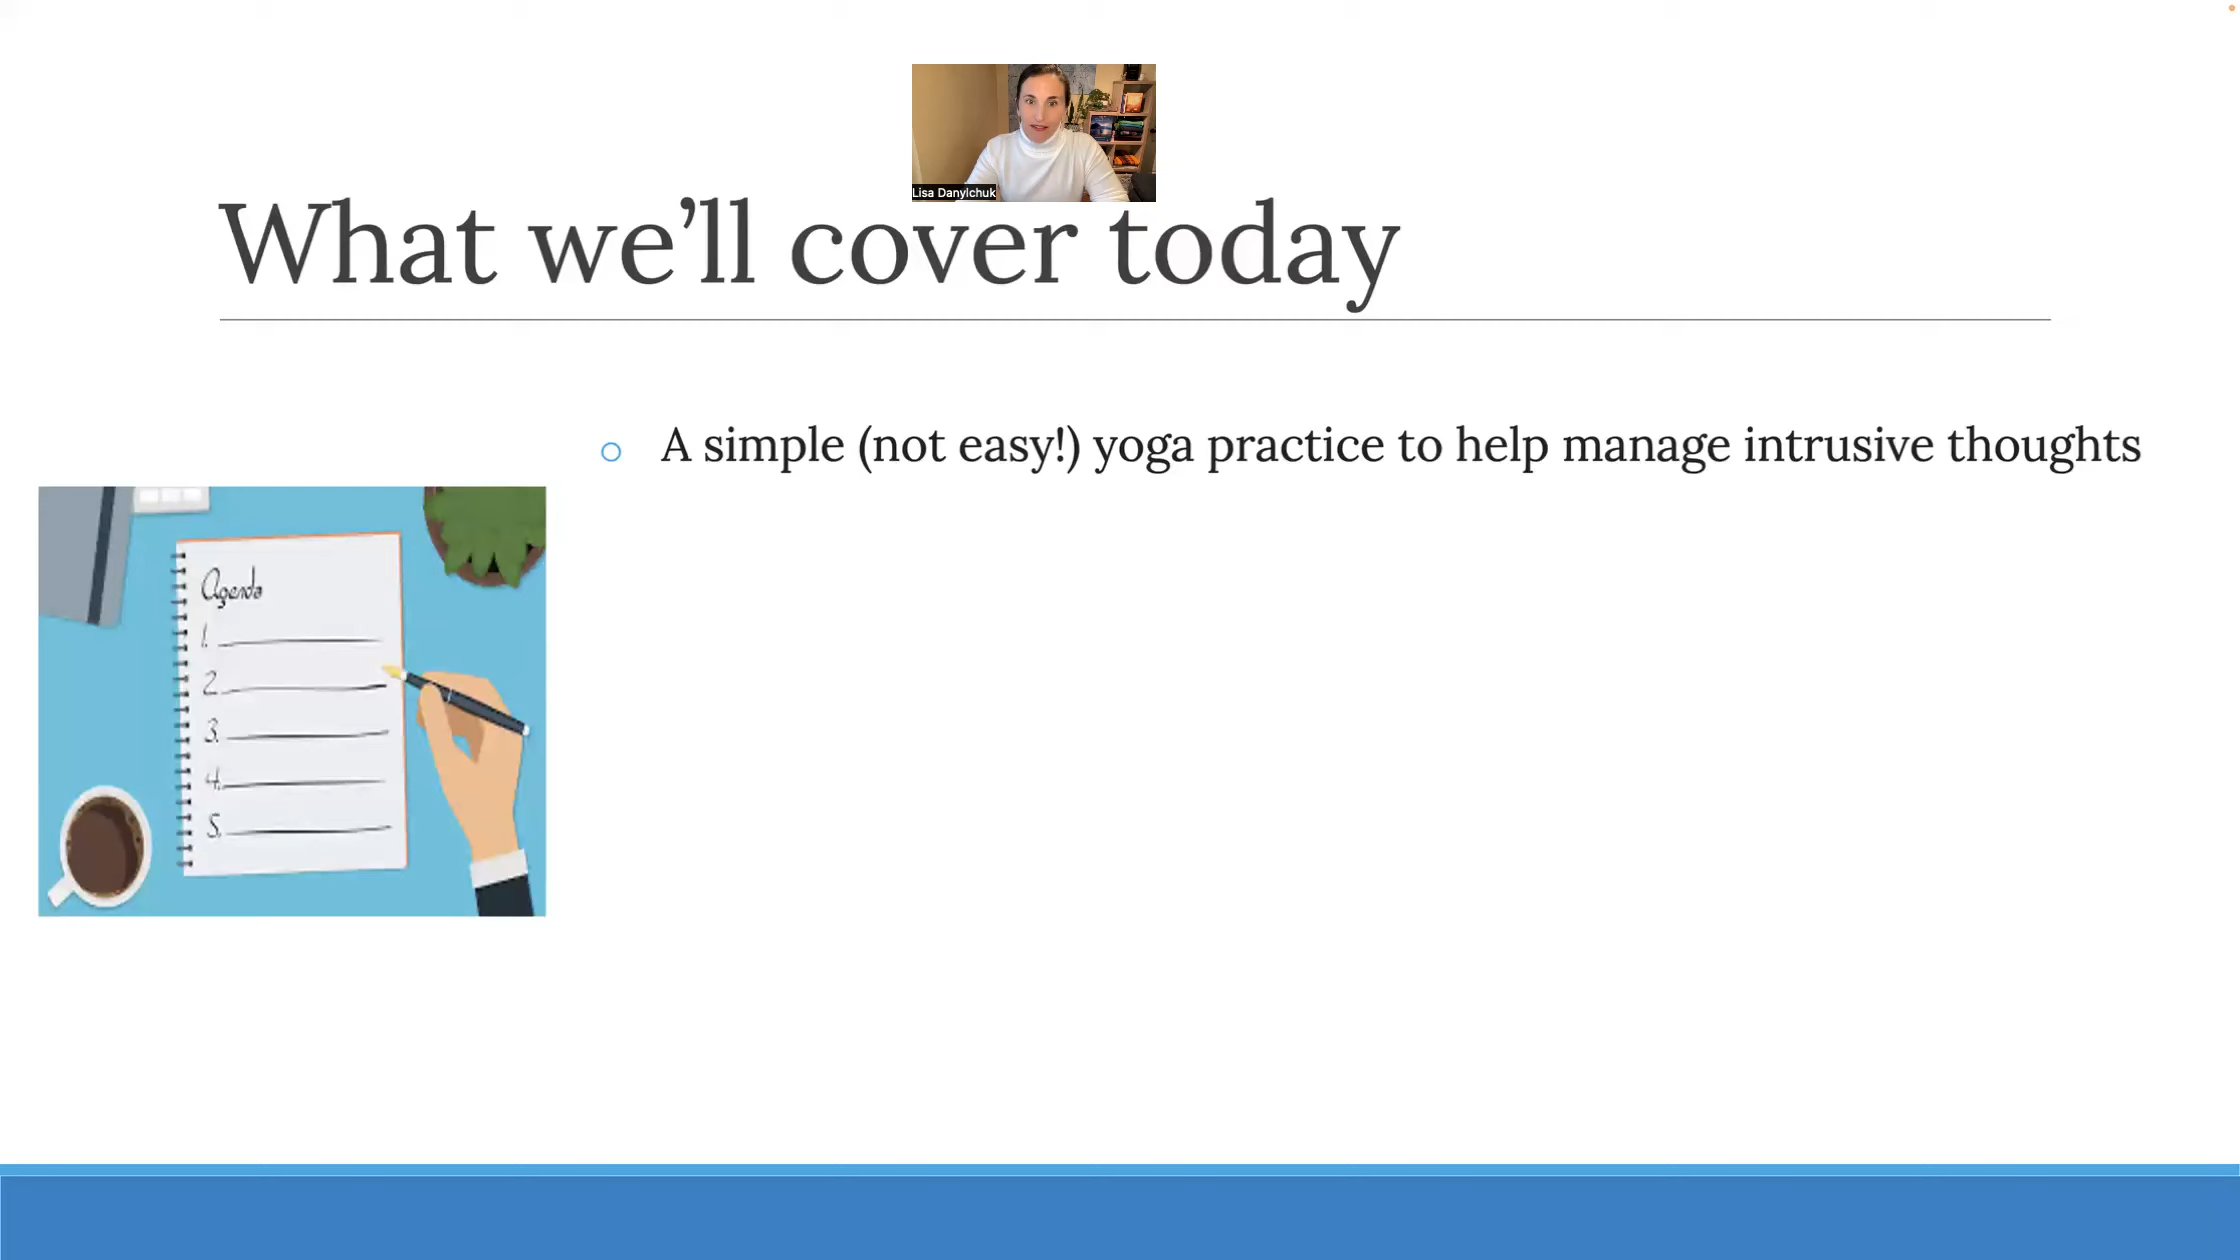 Lisa Danylchuk
What we’ll cover today
A simple (not easy!) yoga practice to help manage intrusive thoughts
Agenda
1.
2.
3.
4.
5.